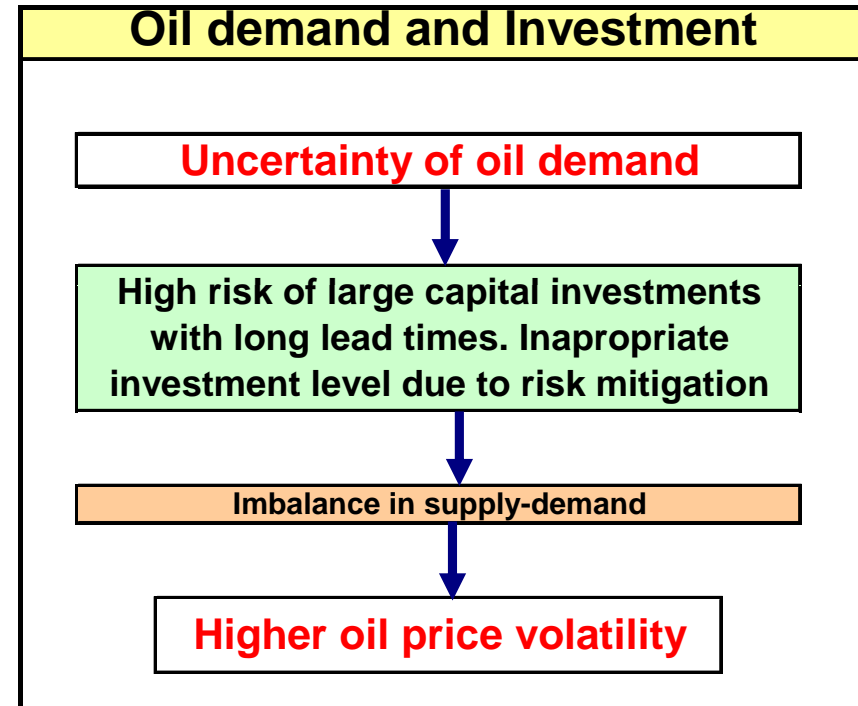 Oil demand and Investment
Uncertainty of oil demand
High risk of large capital investments
with long lead times. Inapropriate
investment level due to risk mitigation
Imbalance in supply-demand
Higher oil price volatility